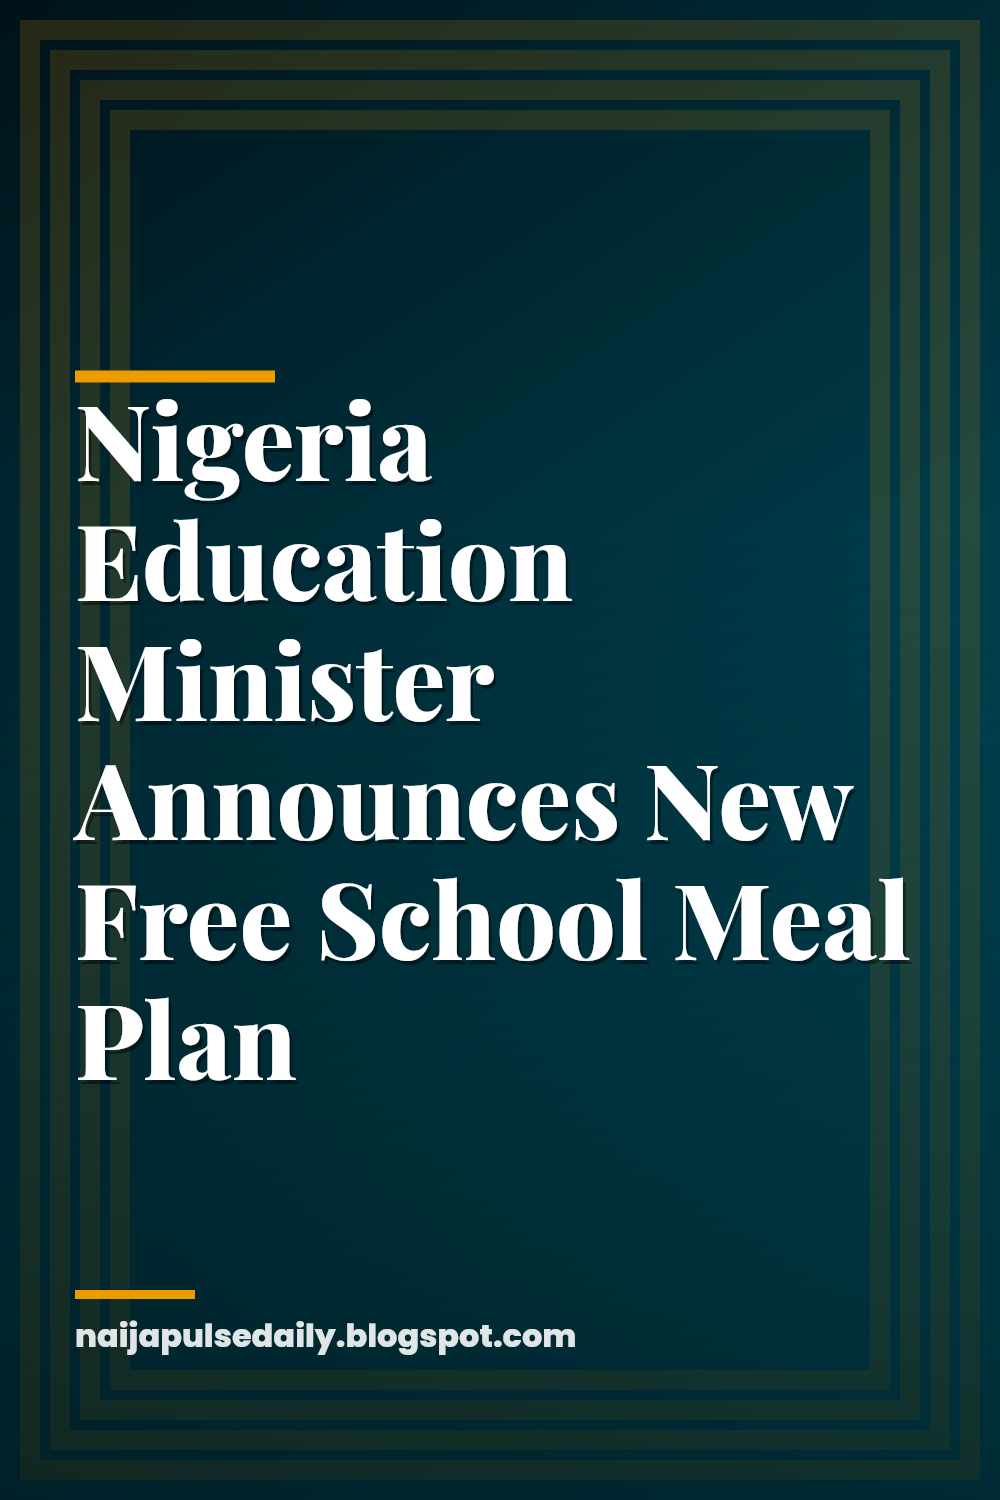 Nigeria
Education
Minister
Announces New
Free School Meal
Plan
naijapulsedaily.blogspot.com